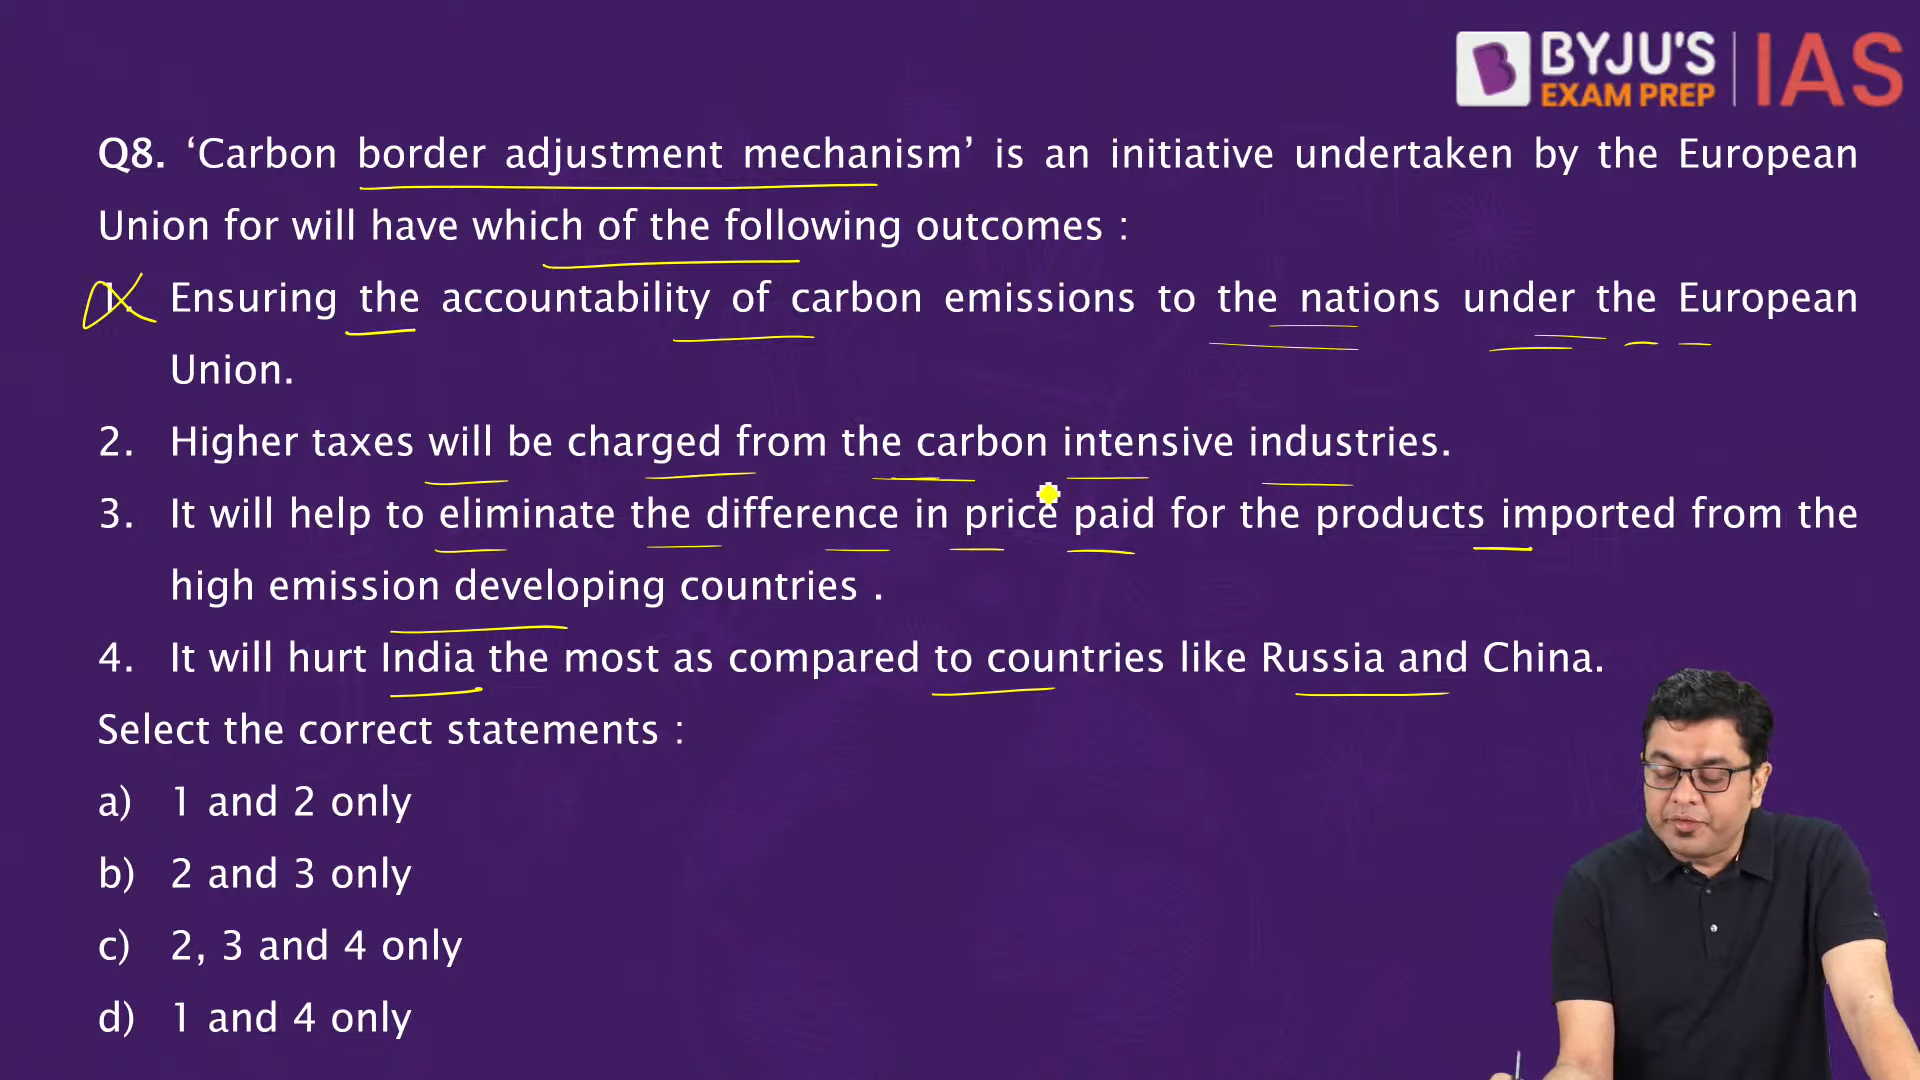 BYJU'S
EXAM PREP
IAS
Q8. ‘Carbon border adjustment mechanism’ is an initiative undertaken by the European
Union for will have which of the following outcomes :
1. Ensuring the accountability of carbon emissions to the nations under the European
Union.
2. Higher taxes will be charged from the carbon intensive industries.
3. It will help to eliminate the difference in price paid for the products imported from the
high emission developing countries .
4. It will hurt India the most as compared to countries like Russia and China.
Select the correct statements :
a) 1 and 2 only
b) 2 and 3 only
c) 2, 3 and 4 only
d) 1 and 4 only